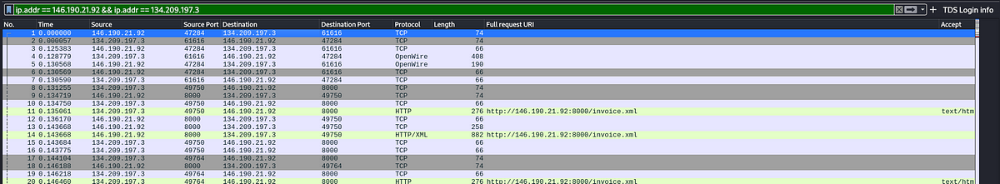 ip.addr == 146.190.21.92 && ip.addr == 134.209.197.3 TDS Login info
No. Time Source Source Port Destination Destination Port Protocol Length Full request URI Accept
1 0.000000 146.190.21.92 47284 134.209.197.3 61616 TCP 74
2 0.000057 134.209.197.3 61616 146.190.21.92 47284 TCP 74
3 0.125383 146.190.21.92 47284 134.209.197.3 61616 TCP 66
4 0.128779 134.209.197.3 61616 146.190.21.92 47284 OpenWire 408
5 0.130568 146.190.21.92 47284 134.209.197.3 61616 OpenWire 190
6 0.130569 146.190.21.92 47284 134.209.197.3 61616 TCP 66
7 0.130590 134.209.197.3 61616 146.190.21.92 47284 TCP 66
8 0.131255 134.209.197.3 49750 146.190.21.92 8000 TCP 74
9 0.134719 146.190.21.92 8000 134.209.197.3 49750 TCP 74
10 0.134750 134.209.197.3 49750 146.190.21.92 8000 TCP 66
11 0.135061 134.209.197.3 49750 146.190.21.92 8000 HTTP 276 http://146.190.21.92:8000/invoice.xml text/htm
12 0.136170 146.190.21.92 8000 134.209.197.3 49750 TCP 66
13 0.143668 146.190.21.92 8000 134.209.197.3 49750 TCP 258
14 0.143668 146.190.21.92 8000 134.209.197.3 49750 HTTP/XML 882 http://146.190.21.92:8000/invoice.xml
15 0.143684 134.209.197.3 49750 146.190.21.92 8000 TCP 66
16 0.143775 134.209.197.3 49750 146.190.21.92 8000 TCP 66
17 0.144104 134.209.197.3 49764 146.190.21.92 8000 TCP 74
18 0.146188 146.190.21.92 8000 134.209.197.3 49764 TCP 74
19 0.146218 134.209.197.3 49764 146.190.21.92 8000 TCP 66
20 0.146460 134.209.197.3 49764 146.190.21.92 8000 HTTP 276 http://146.190.21.92:8000/invoice.xml text/htm